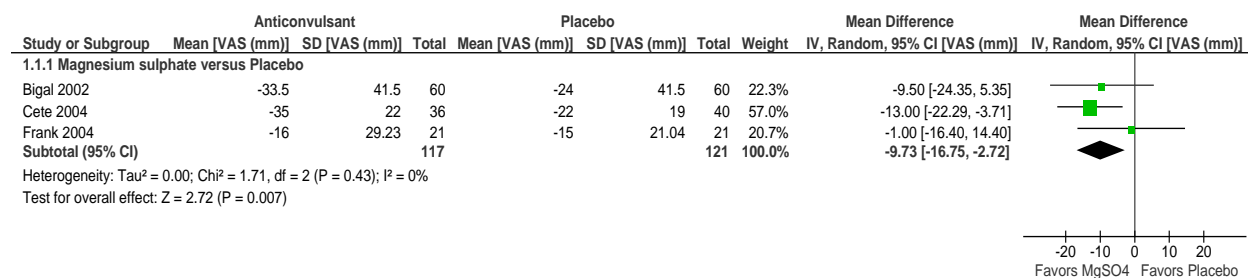 Anticonvulsant Placebo Mean Difference Mean Difference
Study or Subgroup Mean [VAS (mm)] SD [VAS (mm)] Total Mean [VAS (mm)] SD [VAS (mm)] Total Weight IV, Random, 95% CI [VAS (mm)] IV, Random, 95% CI [VAS (mm)]
1.1.1 Magnesium sulphate versus Placebo
Bigal 2002 -33.5 41.5 60 -24 41.5 60 22.3% -9.50 [-24.35, 5.35]
Cete 2004 -35 22 36 -22 19 40 57.0% -13.00 [-22.29, -3.71]
Frank 2004 -16 29.23 21 -15 21.04 21 20.7% -1.00 [-16.40, 14.40]
Subtotal (95% CI) 117 121 100.0% -9.73 [-16.75, -2.72]
Heterogeneity: Tau² = 0.00; Chi² = 1.71, df = 2 (P = 0.43); I² = 0%
Test for overall effect: Z = 2.72 (P = 0.007)
-20 -10 0 10 20
Favors MgSO4 Favors Placebo